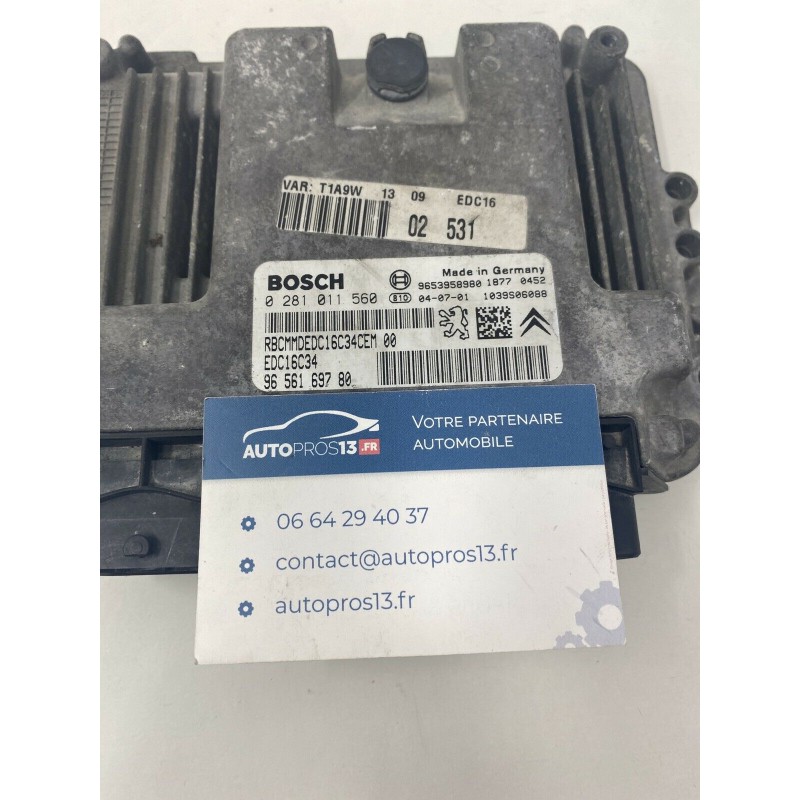 VAR: T1A9W 13 09 EDC16
02 531
BOSCH Made in Germany
9653958980 1877 0452
0 281 011 560 B10 04-07-01 1039S06088
RBCMMDEDC16C34CEM 00
EDC16C34
96 561 697 80
AUTOPROS13.FR
VOTRE PARTENAIRE
AUTOMOBILE
06 64 29 40 37
contact@autopros13.fr
autopros13.fr